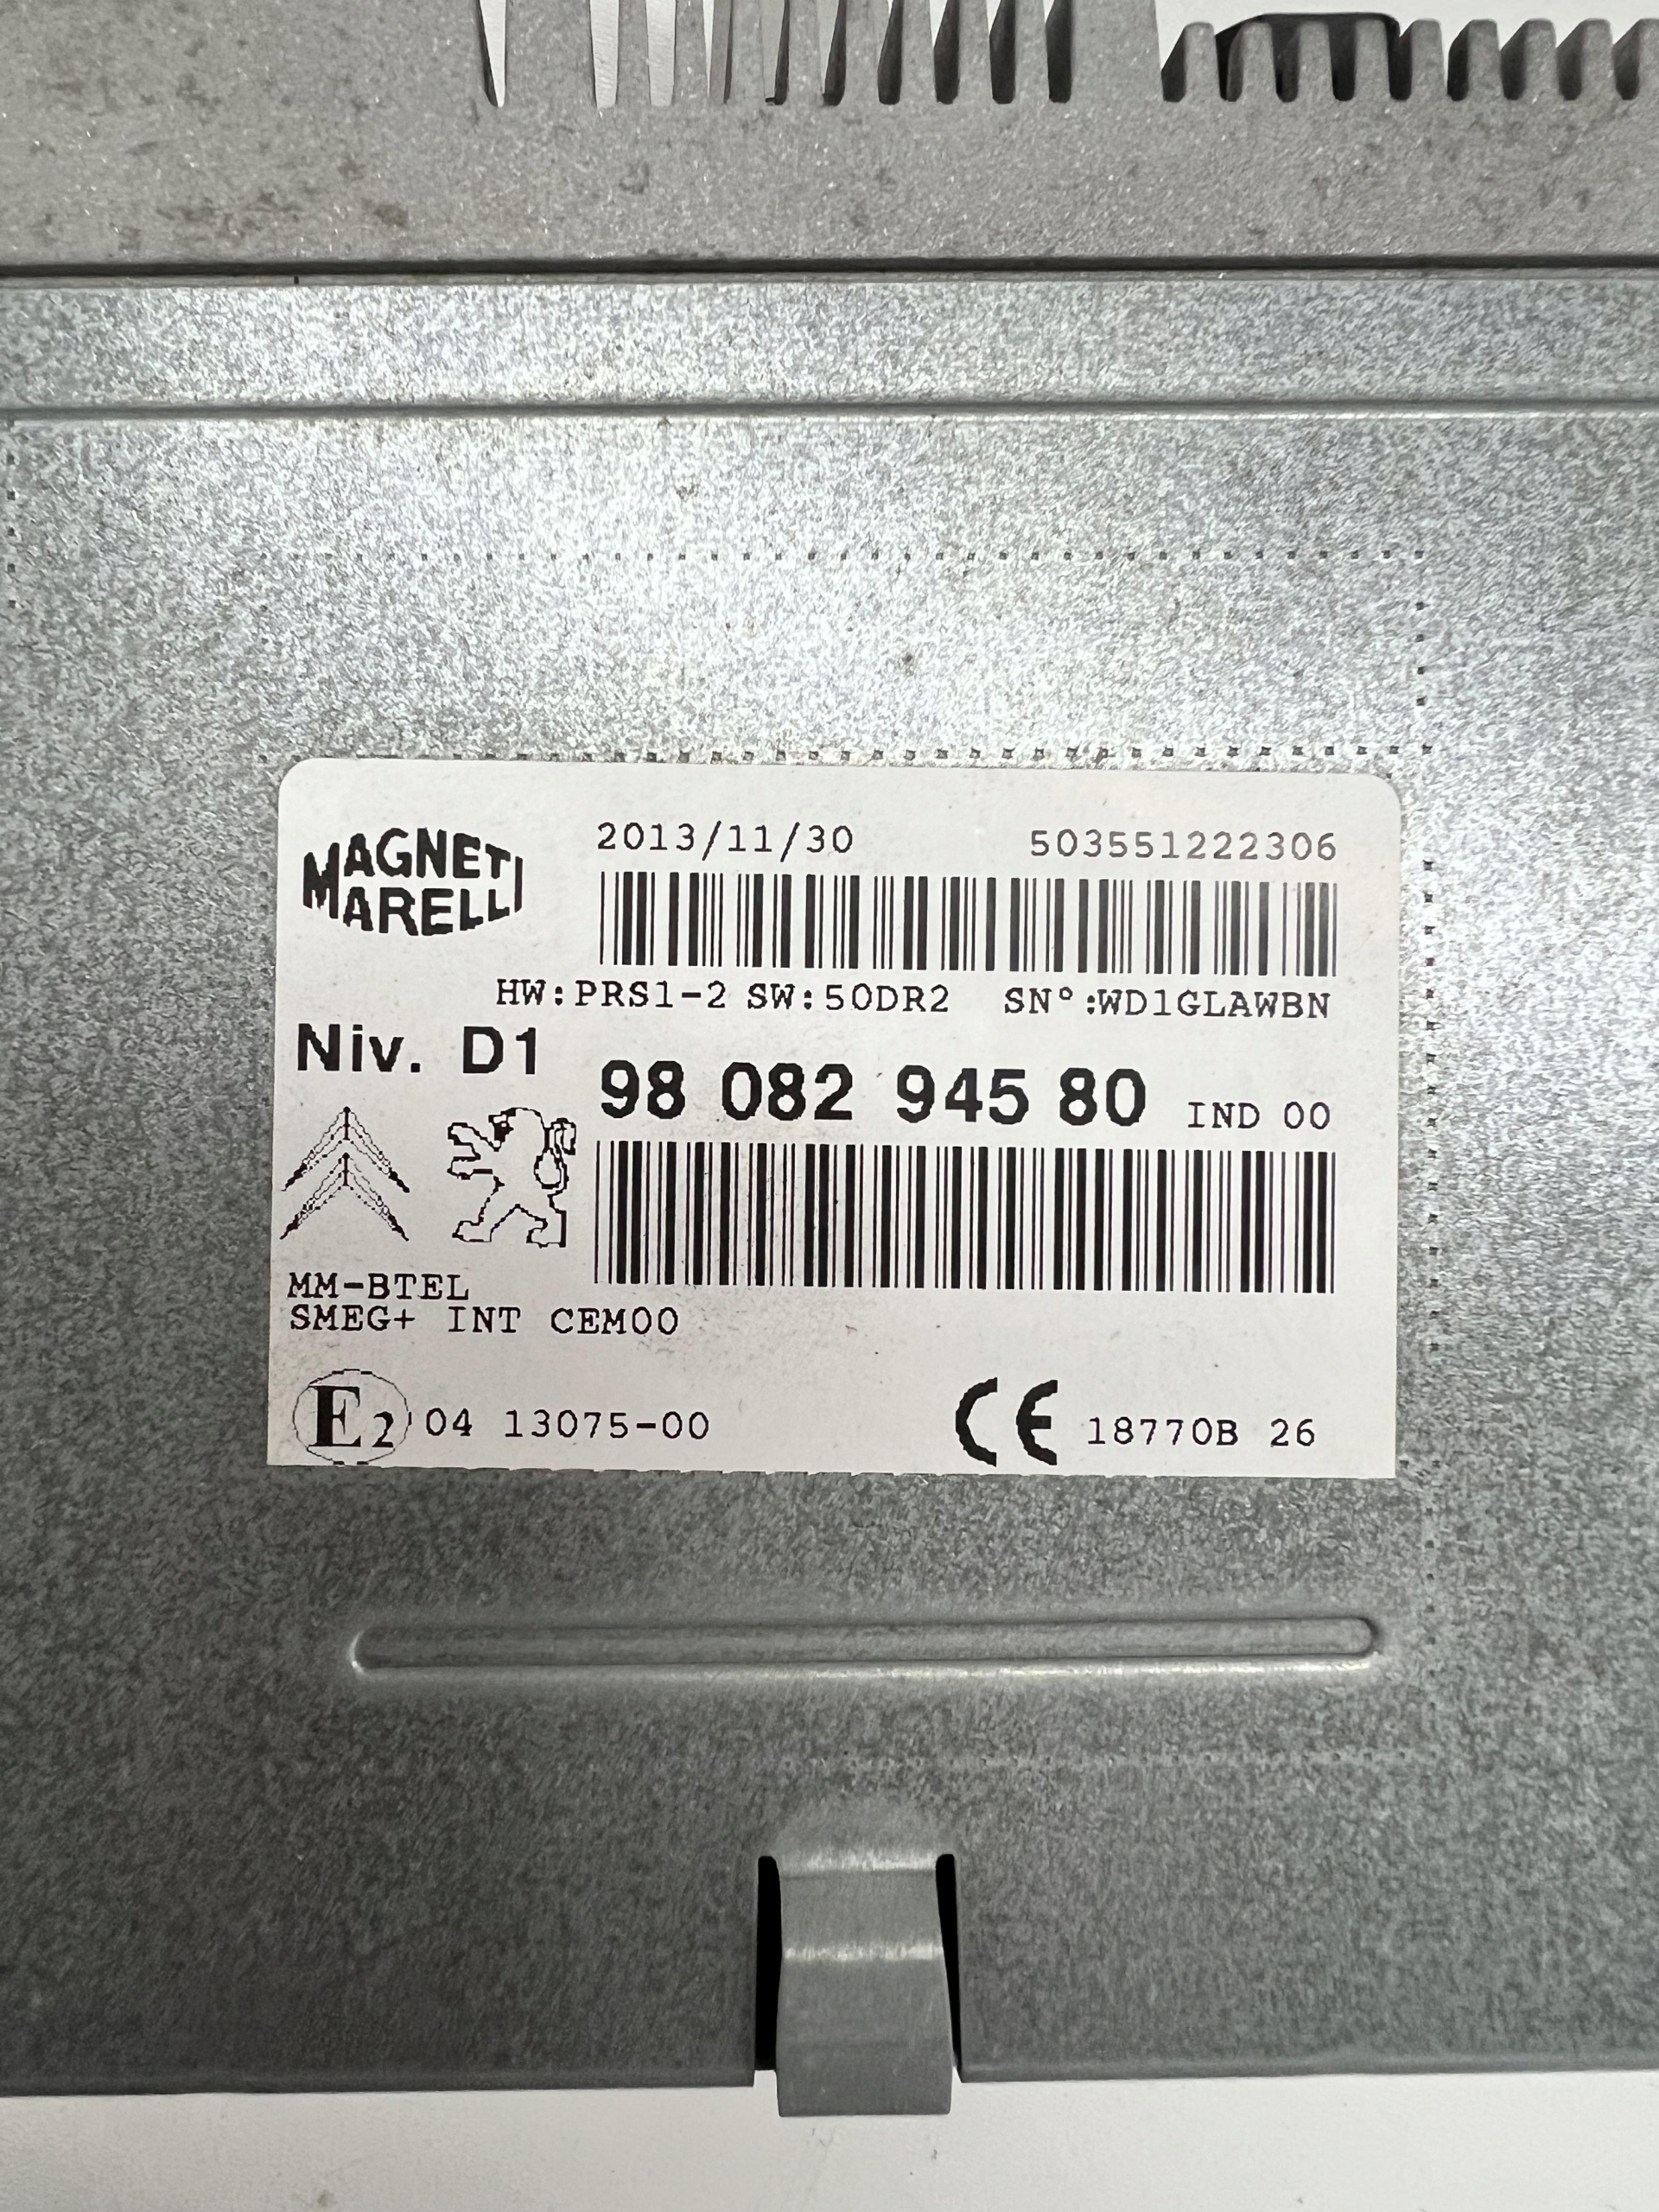 MAGNETI
MARELLI
2013/11/30 503551222306
HW:PRS1-2 SW:50DR2 SN°:WD1GLAWBN
Niv. D1
98 082 945 80 IND 00
MM-BTEL
SMEG+ INT CEM00
E2 04 13075-00
CE 18770B 26